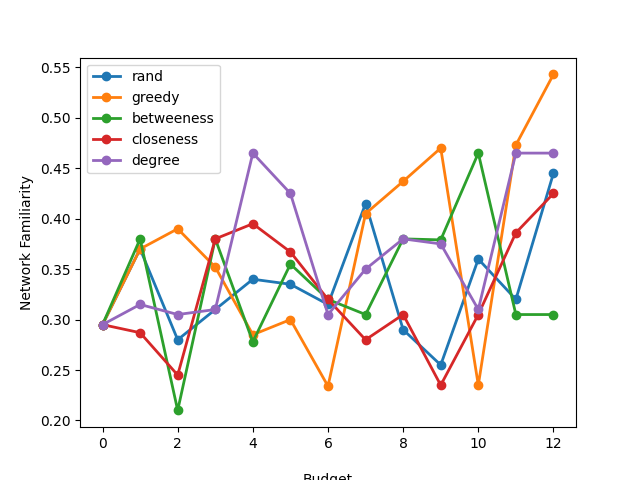 0.55
0.50
0.45
0.40
0.35
0.30
0.25
0.20
Network Familiarity
rand
greedy
betweeness
closeness
degree
0 2 4 6 8 10 12
Budget